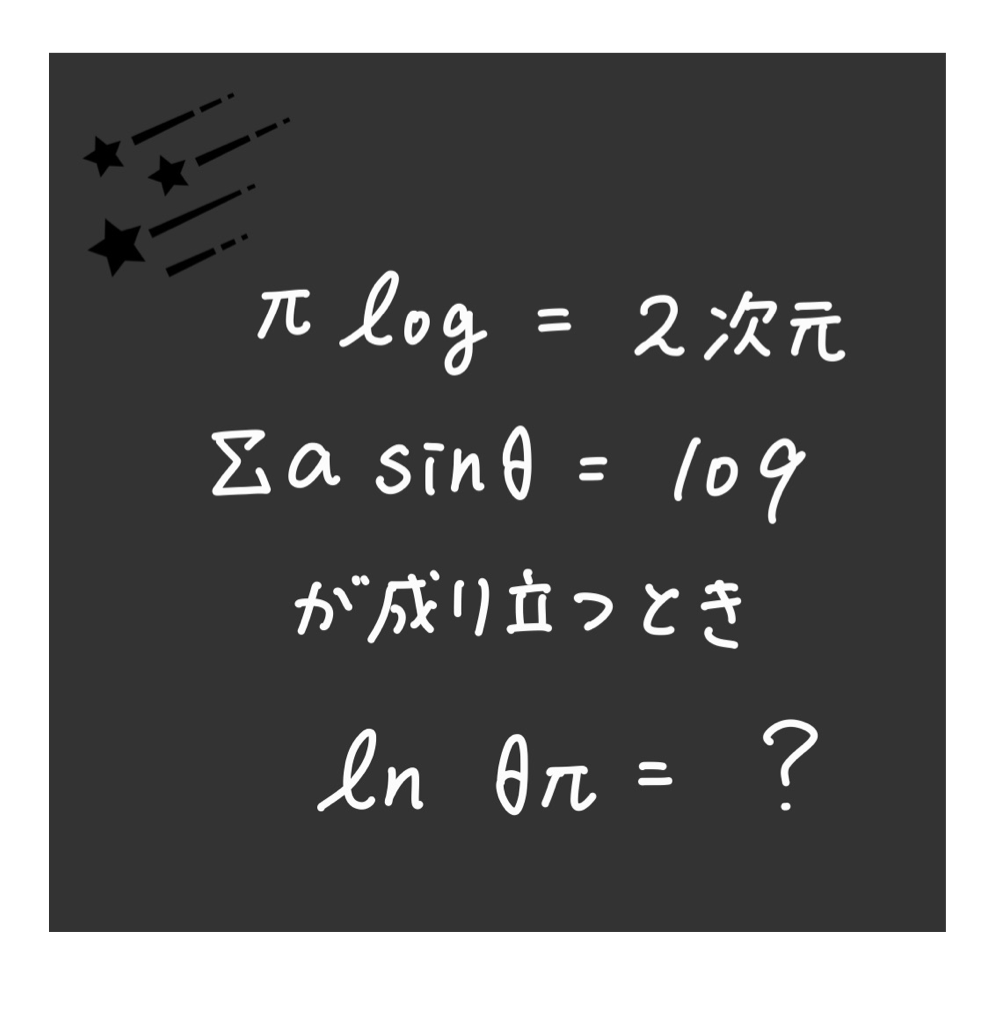 π log = 2次元
Σa sinθ = 109
が成り立つとき
ln θπ = ?